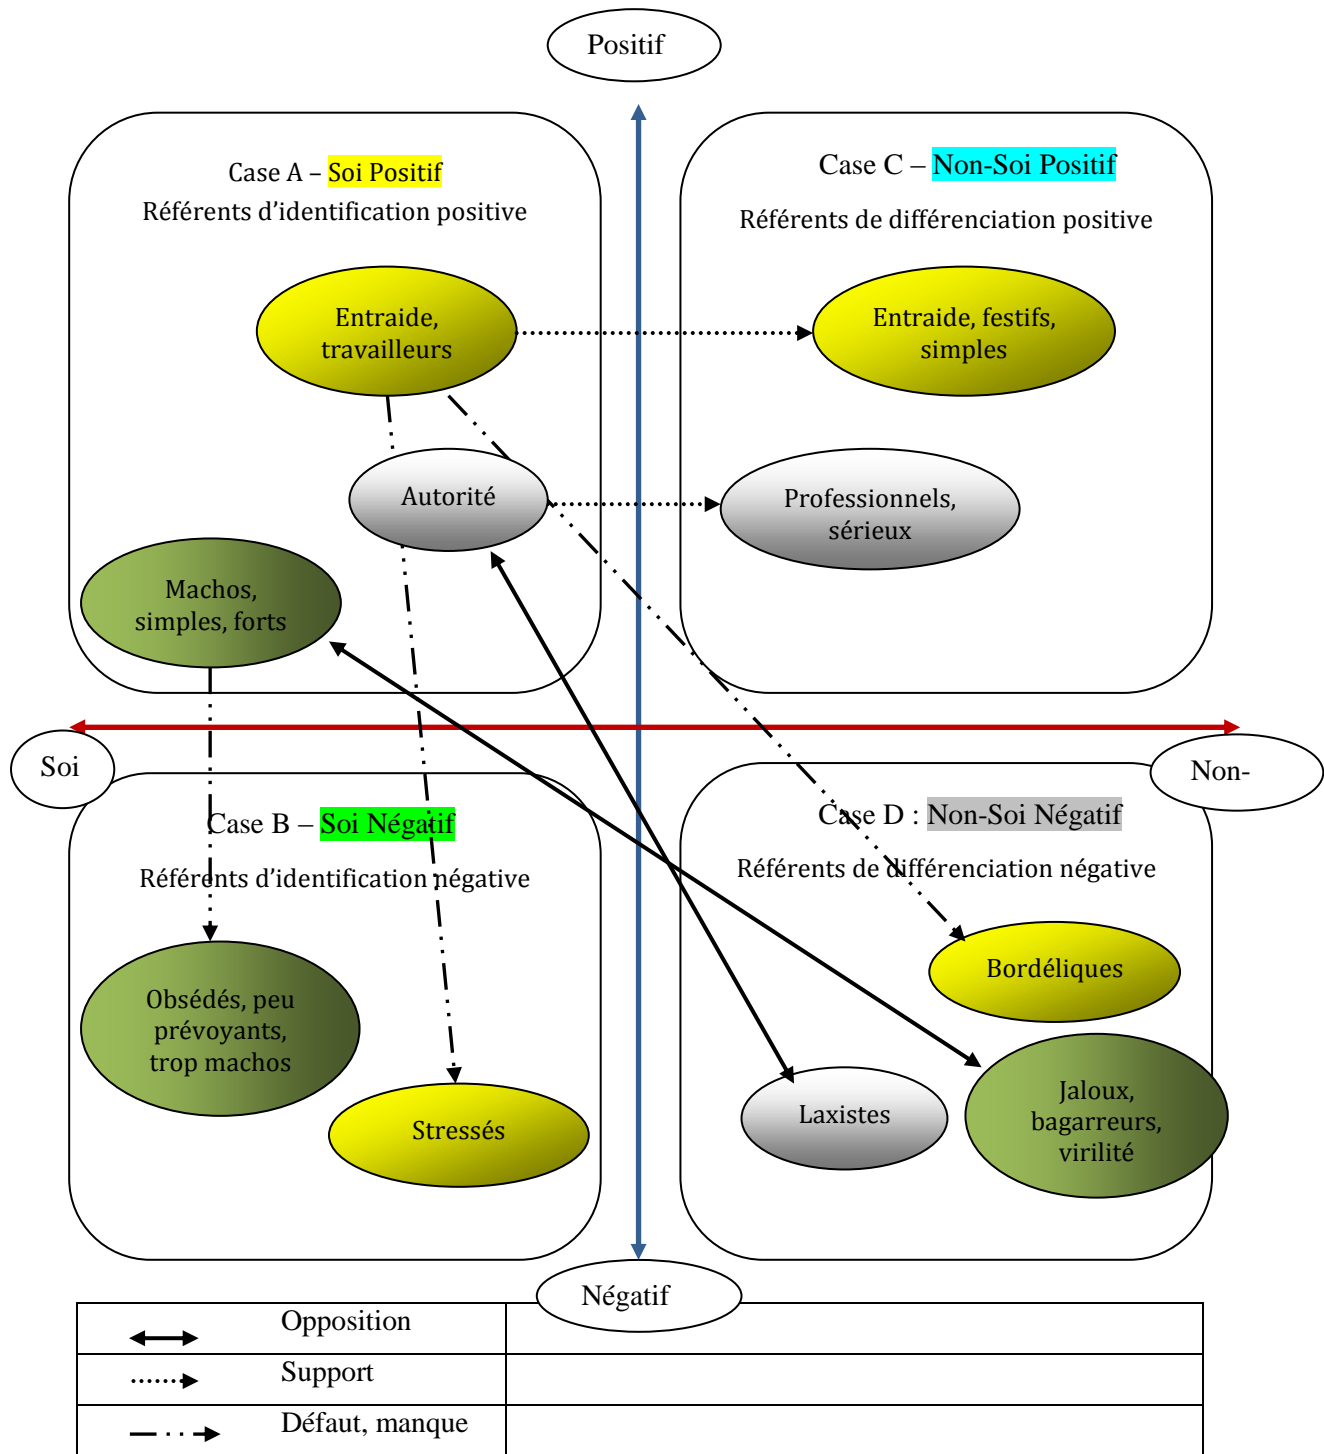 Positif
Case A – Soi Positif
Référents d’identification positive
Entraide,
travailleurs
Autorité
Machos,
simples, forts
Case C – Non-Soi Positif
Référents de différenciation positive
Entraide, festifs,
simples
Professionnels,
sérieux
Soi
Non-
Case B – Soi Négatif
Référents d’identification négative
Obsédés, peu
prévoyants,
trop machos
Stressés
Case D : Non-Soi Négatif
Référents de différenciation négative
Bordéliques
Laxistes
Jaloux,
bagarreurs,
virilité
Négatif
Opposition
Support
Défaut, manque